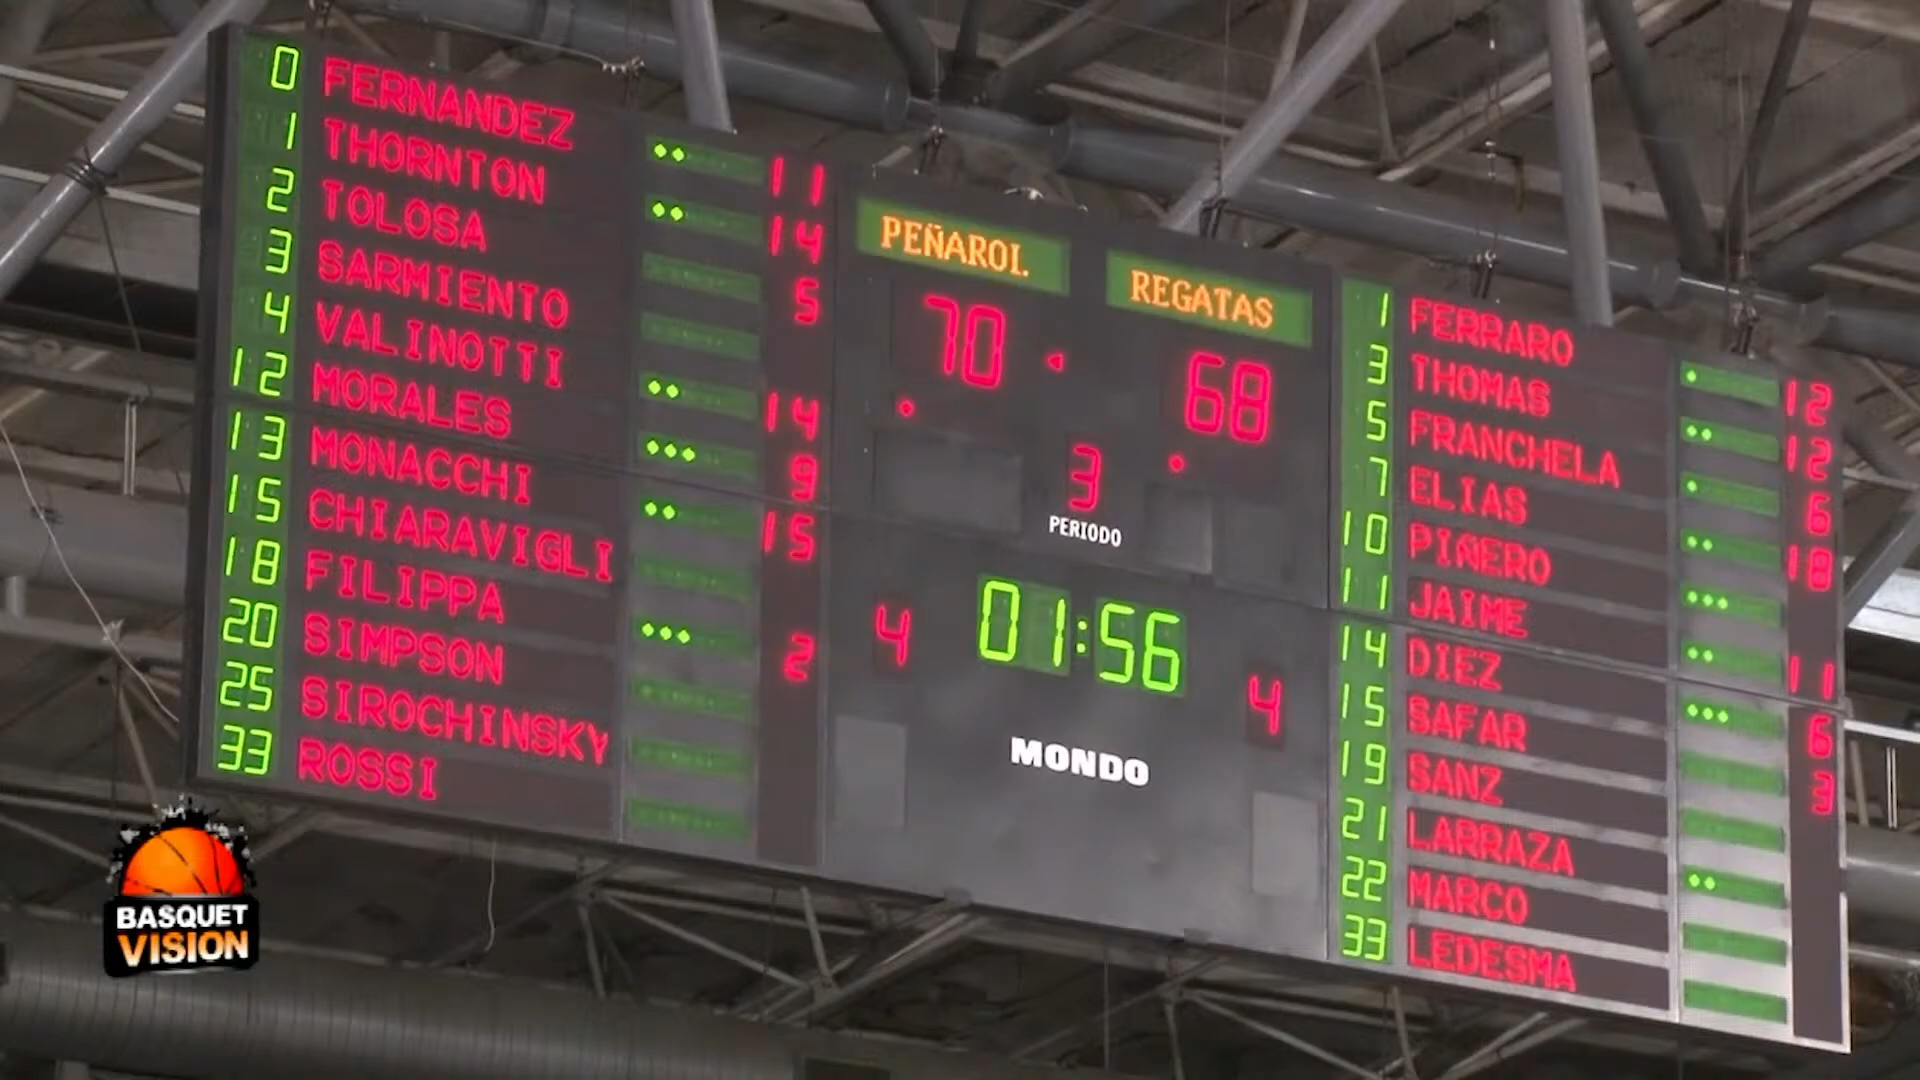 0 FERNANDEZ 11
1 THORNTON 14
2 TOLOSA 5
3 SARMIENTO
4 VALINOTTI 14
12 MORALES 9
13 MONACCHI 15
15 CHIARAVIGLI
18 FILIPPA 2
20 SIMPSON
25 SIROCHINSKY
33 ROSSI
PEÑAROL REGATAS
70 68
3
PERIODO
4 01:56 4
MONDO
1 FERRARO 12
3 THOMAS 12
5 FRANCHELA 6
7 ELIAS 18
10 PIÑERO
11 JAIME 11
14 DIEZ 6
15 SAFAR 3
19 SANZ
21 LARRAZA
22 MARCO
33 LEDESMA
BASQUET
VISION